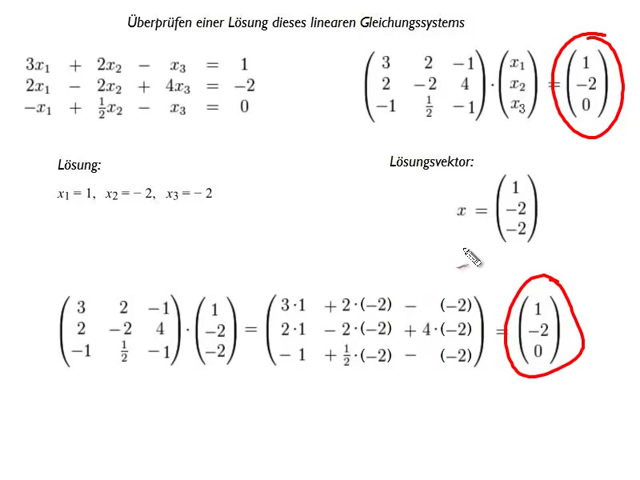 Überprüfen einer Lösung dieses linearen Gleichungssystems
3x₁ + 2x₂ − x₃ = 1
2x₁ − 2x₂ + 4x₃ = −2
−x₁ + ½x₂ − x₃ = 0
( 3 2 −1 ; 2 −2 4 ; −1 ½ −1 ) · ( x₁ ; x₂ ; x₃ ) = ( 1 ; −2 ; 0 )
Lösung:
x₁ = 1, x₂ = − 2, x₃ = − 2
Lösungsvektor:
x = ( 1 ; −2 ; −2 )
( 3 2 −1 ; 2 −2 4 ; −1 ½ −1 ) · ( 1 ; −2 ; −2 ) = ( 3·1 + 2·(−2) − (−2) ; 2·1 − 2·(−2) + 4·(−2) ; − 1 + ½·(−2) − (−2) ) = ( 1 ; −2 ; 0 )